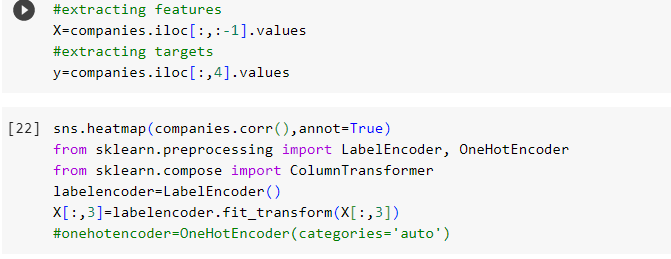 #extracting features
X=companies.iloc[:,:-1].values
#extracting targets
y=companies.iloc[:,4].values
[22] sns.heatmap(companies.corr(),annot=True)
from sklearn.preprocessing import LabelEncoder, OneHotEncoder
from sklearn.compose import ColumnTransformer
labelencoder=LabelEncoder()
X[:,3]=labelencoder.fit_transform(X[:,3])
#onehotencoder=OneHotEncoder(categories='auto')